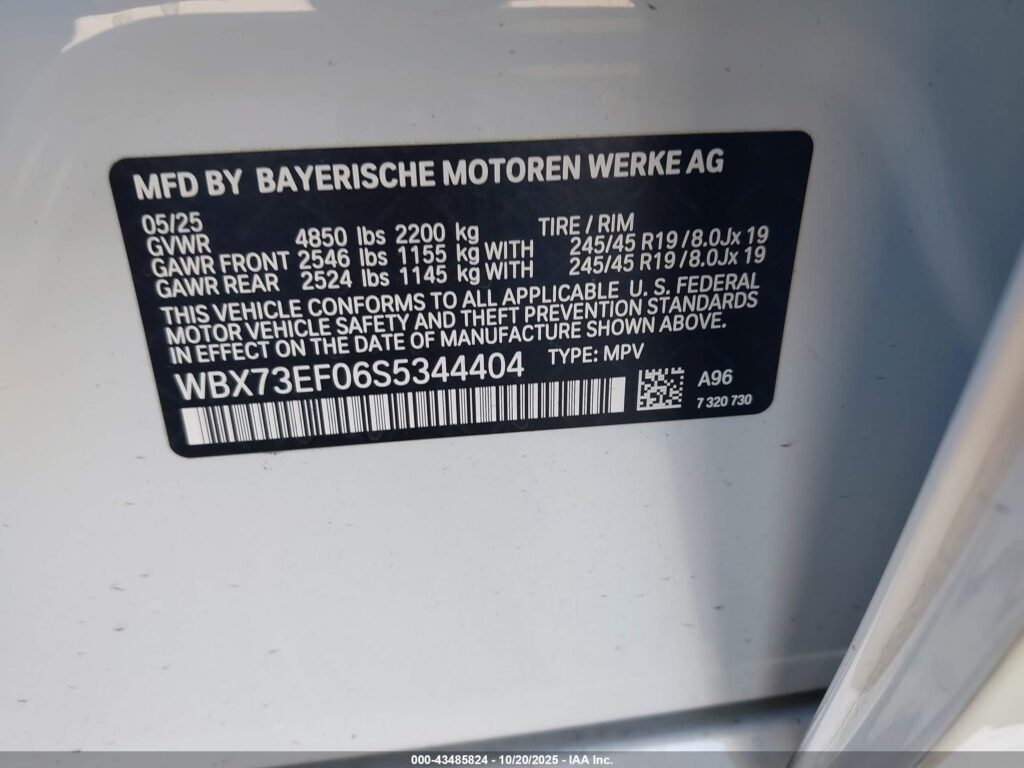 MFD BY BAYERISCHE MOTOREN WERKE AG
05/25
GVWR 4850 lbs 2200 kg TIRE / RIM
GAWR FRONT 2546 lbs 1155 kg WITH 245/45 R19 /8.0Jx 19
GAWR REAR 2524 lbs 1145 kg WITH 245/45 R19 /8.0Jx 19
THIS VEHICLE CONFORMS TO ALL APPLICABLE U. S. FEDERAL
MOTOR VEHICLE SAFETY AND THEFT PREVENTION STANDARDS
IN EFFECT ON THE DATE OF MANUFACTURE SHOWN ABOVE.
WBX73EF06S5344404 TYPE: MPV
A96
7 320 730
000-43485824 - 10/20/2025 - IAA Inc.